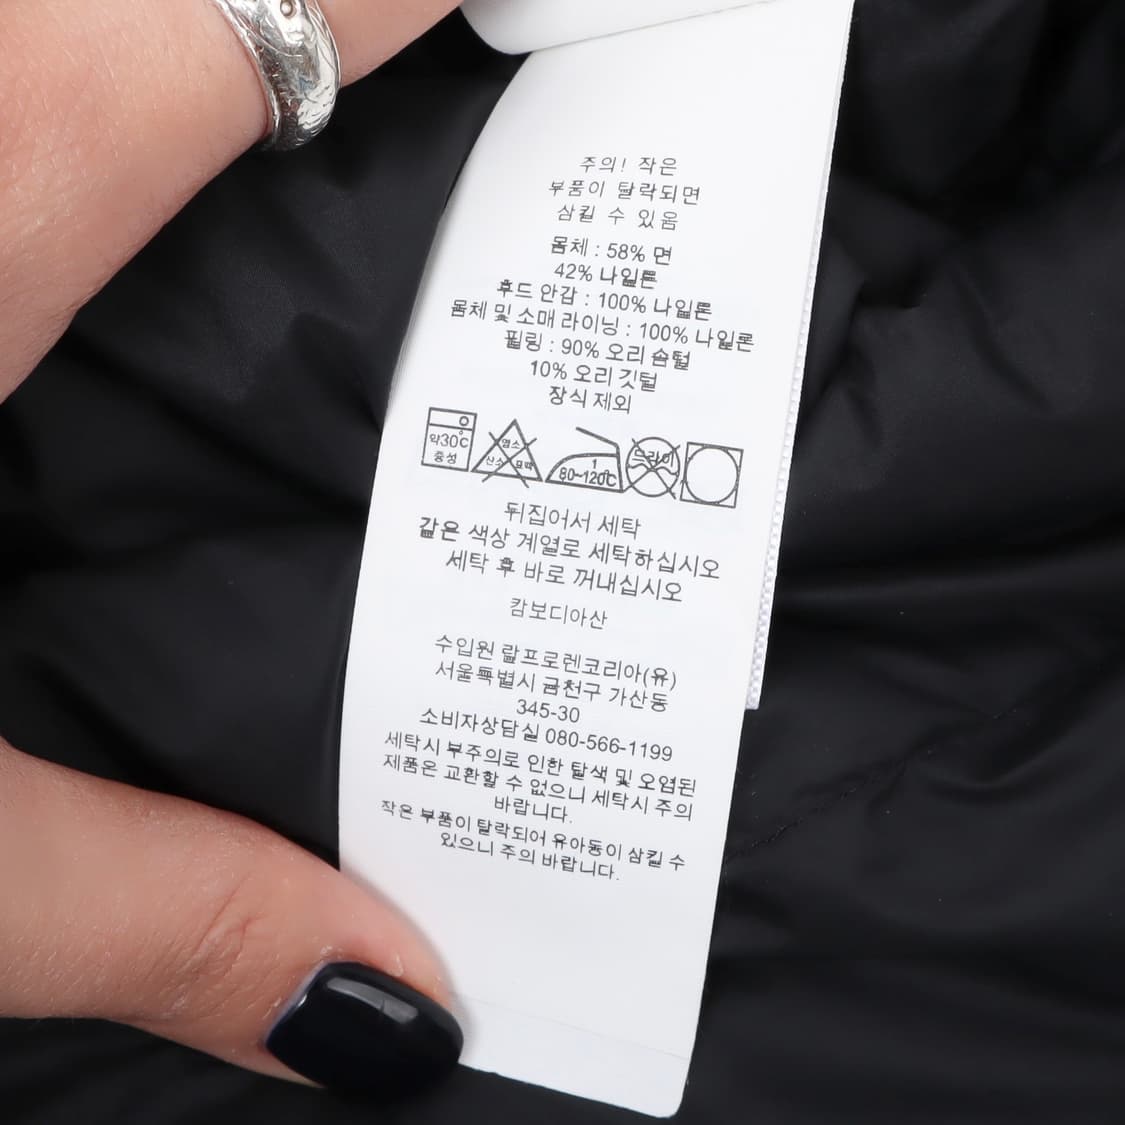 주의! 작은
부품이 탈락되면
삼킬 수 있음
몸체 : 58% 면
42% 나일론
후드 안감 : 100% 나일론
몸체 및 소매 라이닝 : 100% 나일론
필링 : 90% 오리 솜털
10% 오리 깃털
장식 제외
약30℃
중성
염소
산소 표백
1
80~120℃
드라이
뒤집어서 세탁
같은 색상 계열로 세탁하십시오
세탁 후 바로 꺼내십시오
캄보디아산
수입원 랄프로렌코리아(유)
서울특별시 금천구 가산동
345-30
소비자상담실 080-566-1199
세탁시 부주의로 인한 탈색 및 오염된
제품은 교환할 수 없으니 세탁시 주의
바랍니다.
작은 부품이 탈락되어 유아동이 삼킬 수
있으니 주의 바랍니다.